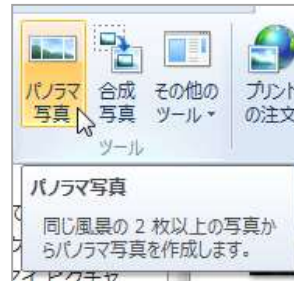 パノラマ
写真
合成
写真
その他の
ツール
プリント
の注文
ツール
パノラマ写真
同じ風景の 2 枚以上の写真か
らパノラマ写真を作成します。